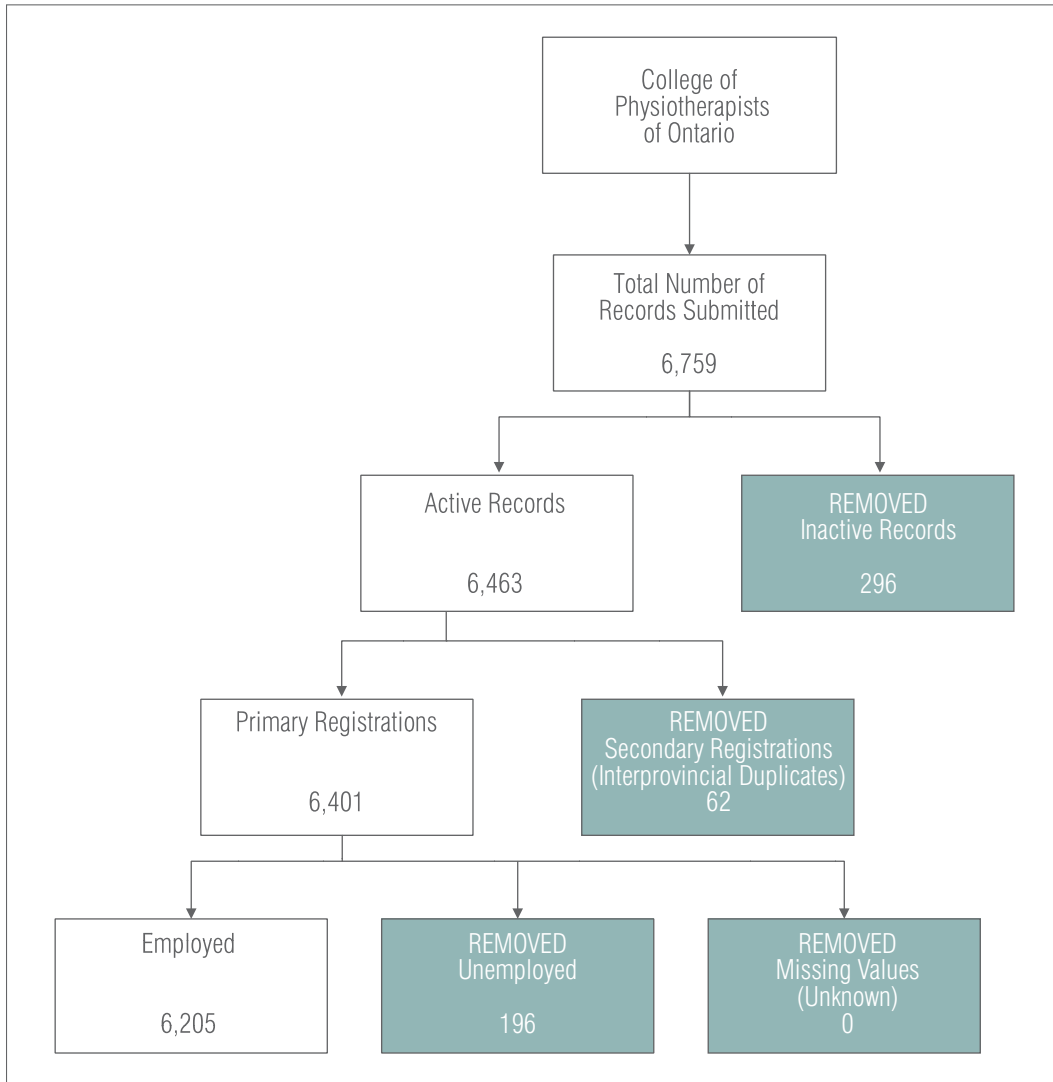 College of
Physiotherapists
of Ontario
Total Number of
Records Submitted
6,759
Active Records
6,463
REMOVED
Inactive Records
296
Primary Registrations
6,401
REMOVED
Secondary Registrations
(Interprovincial Duplicates)
62
Employed
6,205
REMOVED
Unemployed
196
REMOVED
Missing Values
(Unknown)
0